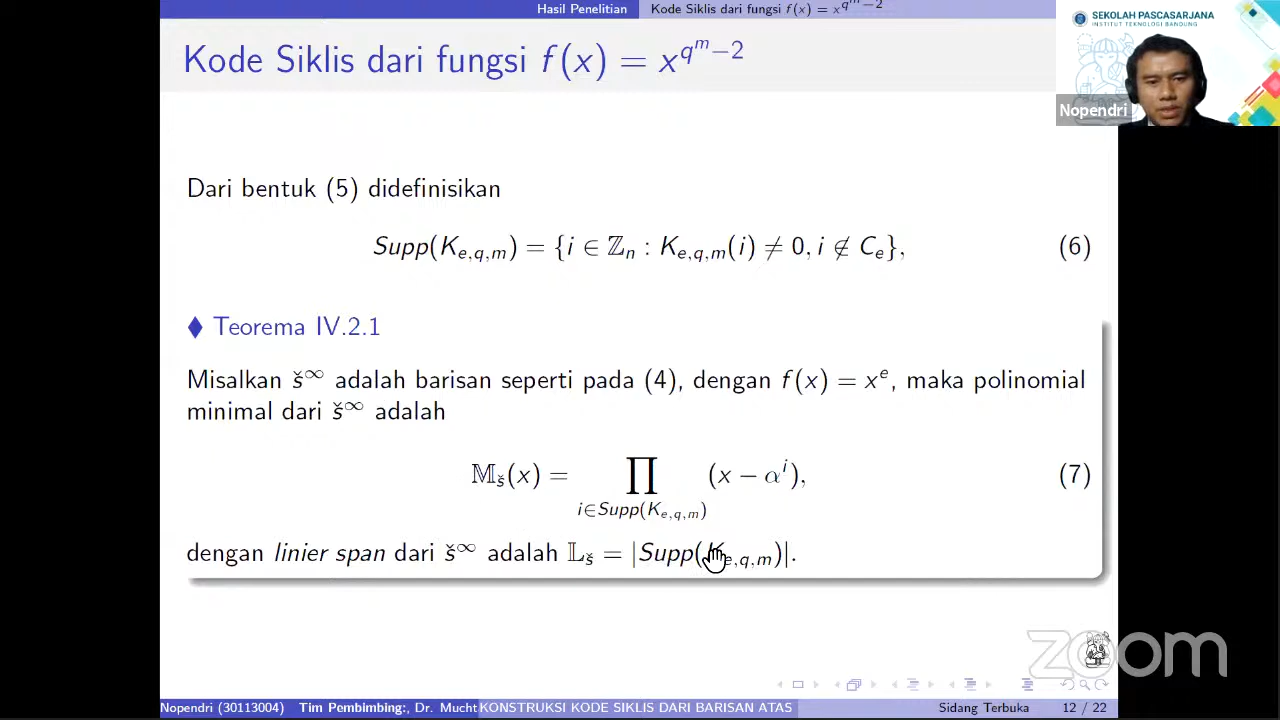 Hasil Penelitian Kode Siklis dari fungsi f(x) = x^{q^m−2}
SEKOLAH PASCASARJANA
INSTITUT TEKNOLOGI BANDUNG
Kode Siklis dari fungsi f(x) = x^{q^m−2}
Nopendri
Dari bentuk (5) didefinisikan
Supp(K_{e,q,m}) = {i ∈ ℤ_n : K_{e,q,m}(i) ≠ 0, i ∉ C_e}, (6)
♦ Teorema IV.2.1
Misalkan š^∞ adalah barisan seperti pada (4), dengan f(x) = x^e, maka polinomial
minimal dari š^∞ adalah
𝕄_š(x) = ∏_{i∈Supp(K_{e,q,m})} (x − α^i), (7)
dengan linier span dari š^∞ adalah 𝕃_š = |Supp(K_{e,q,m})|.
zoom
Nopendri (30113004) Tim Pembimbing:, Dr. Mucht KONSTRUKSI KODE SIKLIS DARI BARISAN ATAS Sidang Terbuka 12 / 22